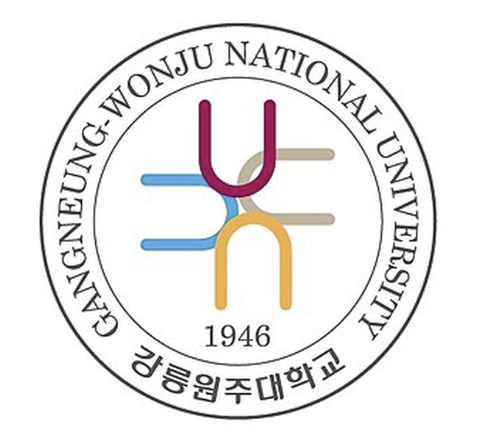 GANGNEUNG-WONJU NATIONAL UNIVERSITY
1946
강릉원주대학교